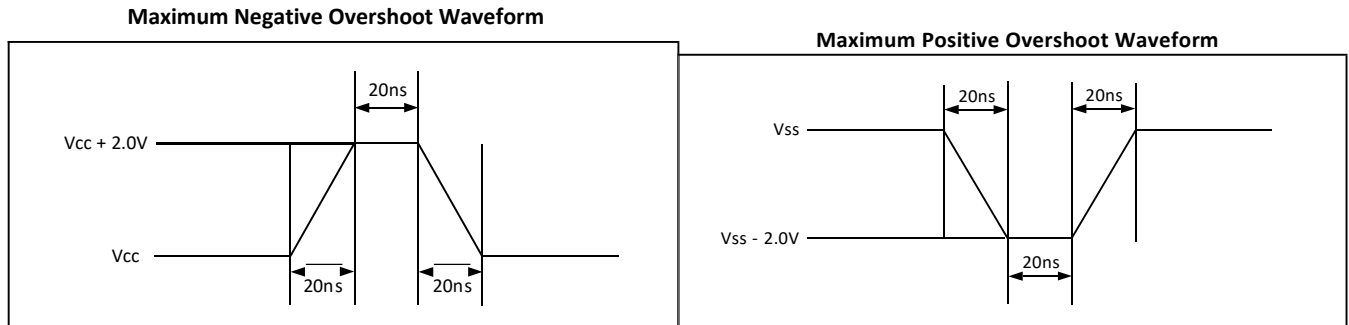 Maximum Negative Overshoot Waveform
20ns
Vcc + 2.0V
Vcc
20ns
20ns
Maximum Positive Overshoot Waveform
20ns
20ns
Vss
Vss - 2.0V
20ns